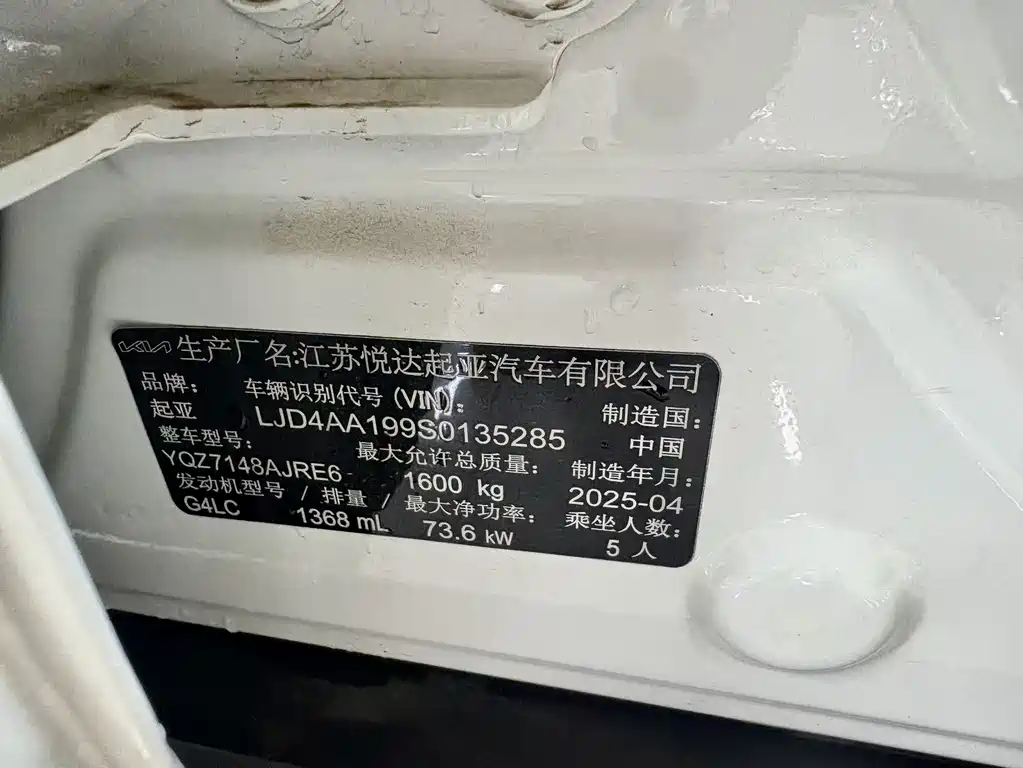 KIA 生产厂名:江苏悦达起亚汽车有限公司
品牌: 车辆识别代号 (VIN): 制造国:
起亚 LJD4AA199S0135285 中国
整车型号: 最大允许总质量: 制造年月:
YQZ7148AJRE6 1600 kg 2025-04
发动机型号 / 排量 / 最大净功率: 乘坐人数:
G4LC 1368 mL 73.6 kW 5 人